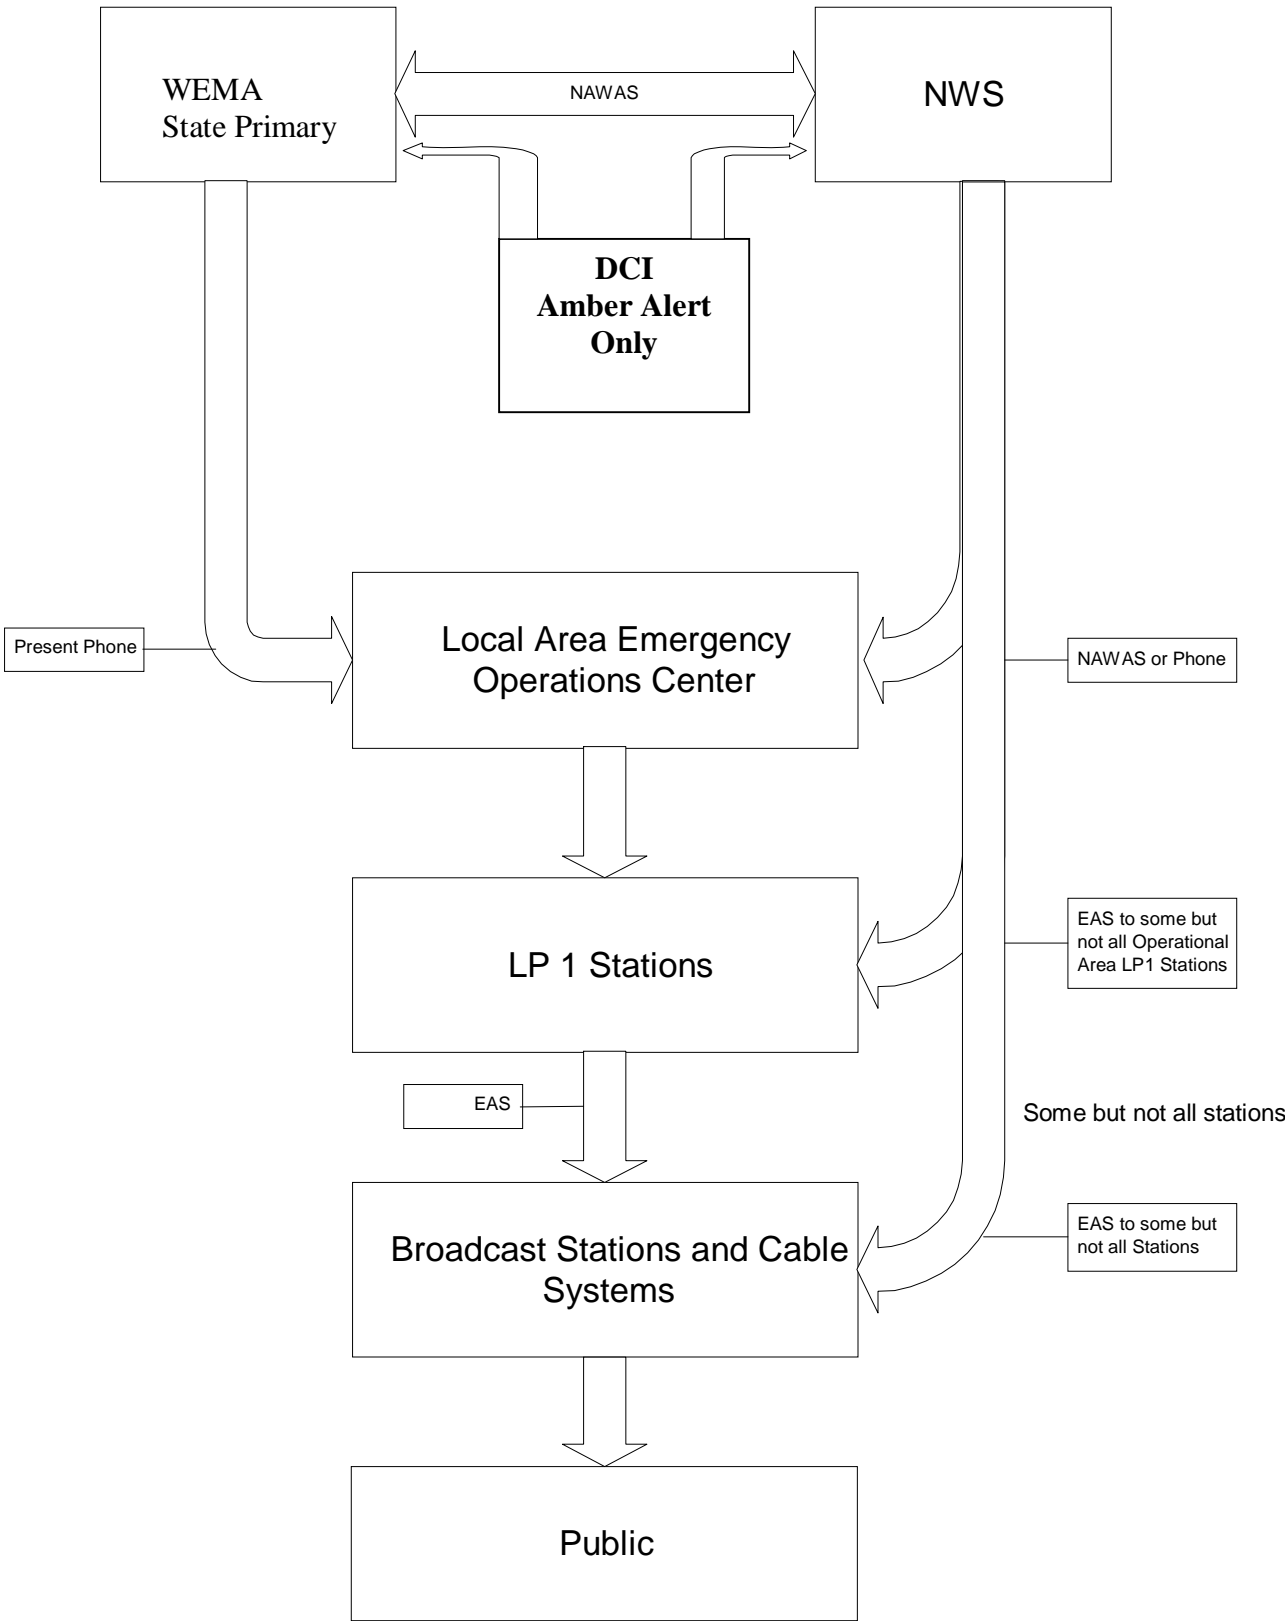 WEMA
State Primary
NAWAS
NWS
DCI
Amber Alert
Only
Local Area Emergency
Operations Center
Present Phone
NAWAS or Phone
LP 1 Stations
EAS to some but
not all Operational
Area LP1 Stations
EAS
Some but not all stations
Broadcast Stations and Cable
Systems
EAS to some but
not all Stations
Public